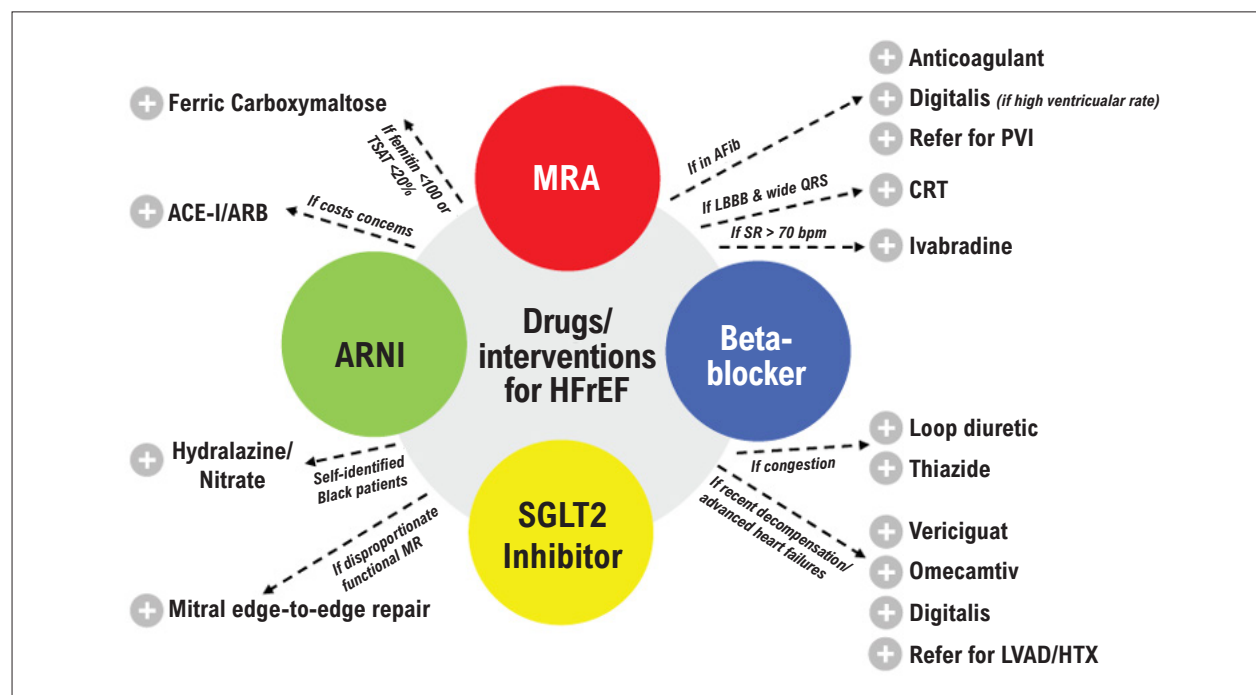 Ferric Carboxymaltose
If femitin <100 or
TSAT <20%
ACE-I/ARB
If costs concems
MRA
ARNI
Drugs/
interventions
for HFrEF
Beta-
blocker
SGLT2
Inhibitor
If in AFib
Anticoagulant
Digitalis (if high ventricualar rate)
Refer for PVI
If LBBB & wide QRS
CRT
If SR > 70 bpm
Ivabradine
Hydralazine/
Nitrate
Self-identified
Black patients
If disproportionate
functional MR
Mitral edge-to-edge repair
If congestion
Loop diuretic
Thiazide
If recent decompensation/
advanced heart failures
Vericiguat
Omecamtiv
Digitalis
Refer for LVAD/HTX